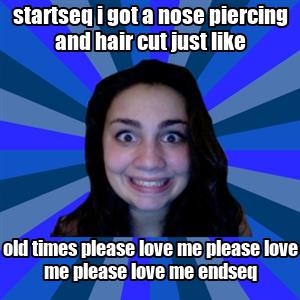 startseq i got a nose piercing
and hair cut just like
old times please love me please love
me please love me endseq